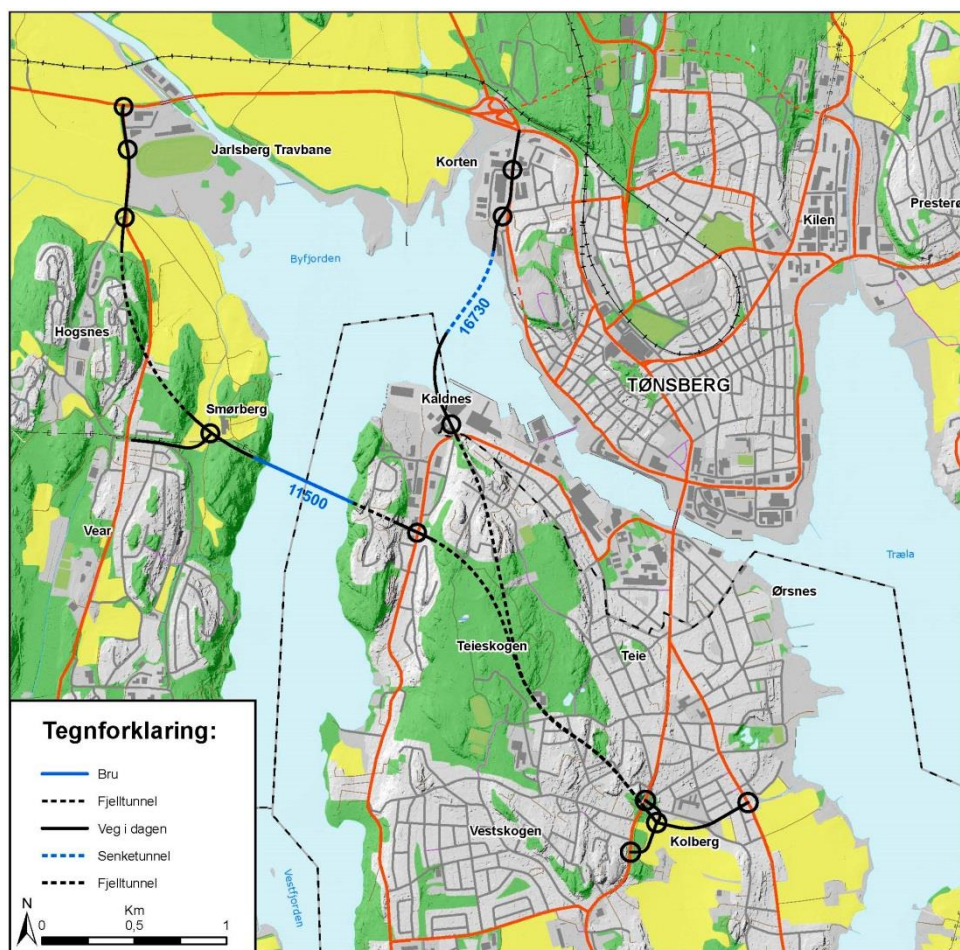 Jarlsberg Travbane
Korten
Kilen
Presterø
Byfjorden
16730
Hogsnes
TØNSBERG
Kaldnes
Smørberg
11500
Vear
Træla
Ørsnes
Teieskogen
Teie
Tegnforklaring:
Bru
Fjelltunnel
Veg i dagen
Senketunnel
Fjelltunnel
Vestskogen
Kolberg
Vestfjorden
N
Km
0 0,5 1